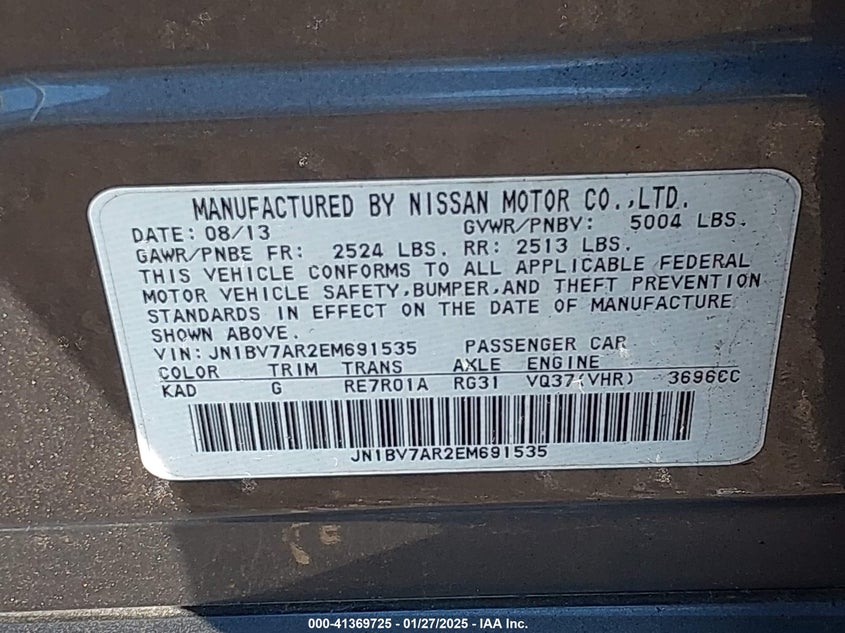 MANUFACTURED BY NISSAN MOTOR CO.,LTD.
DATE: 08/13 GVWR/PNBV: 5004 LBS.
GAWR/PNBE FR: 2524 LBS. RR: 2513 LBS.
THIS VEHICLE CONFORMS TO ALL APPLICABLE FEDERAL
MOTOR VEHICLE SAFETY,BUMPER,AND THEFT PREVENTION
STANDARDS IN EFFECT ON THE DATE OF MANUFACTURE
SHOWN ABOVE.
VIN: JN1BV7AR2EM691535 PASSENGER CAR
COLOR TRIM TRANS AXLE ENGINE
KAD G RE7R01A RG31 VQ37(VHR) 3696CC
JN1BV7AR2EM691535
000-41369725 - 01/27/2025 - IAA Inc.